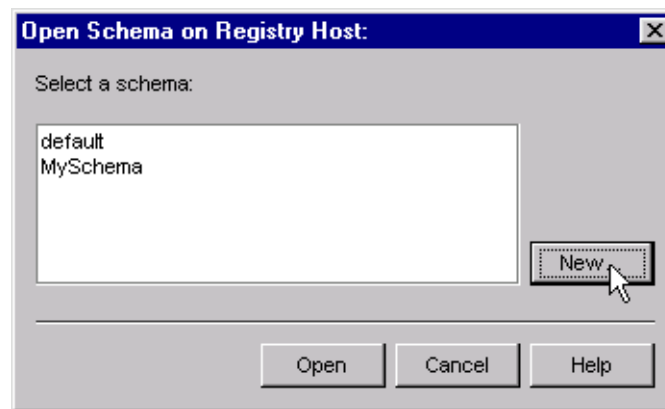 Open Schema on Registry Host:
Select a schema:
default
MySchema
New...
Open
Cancel
Help